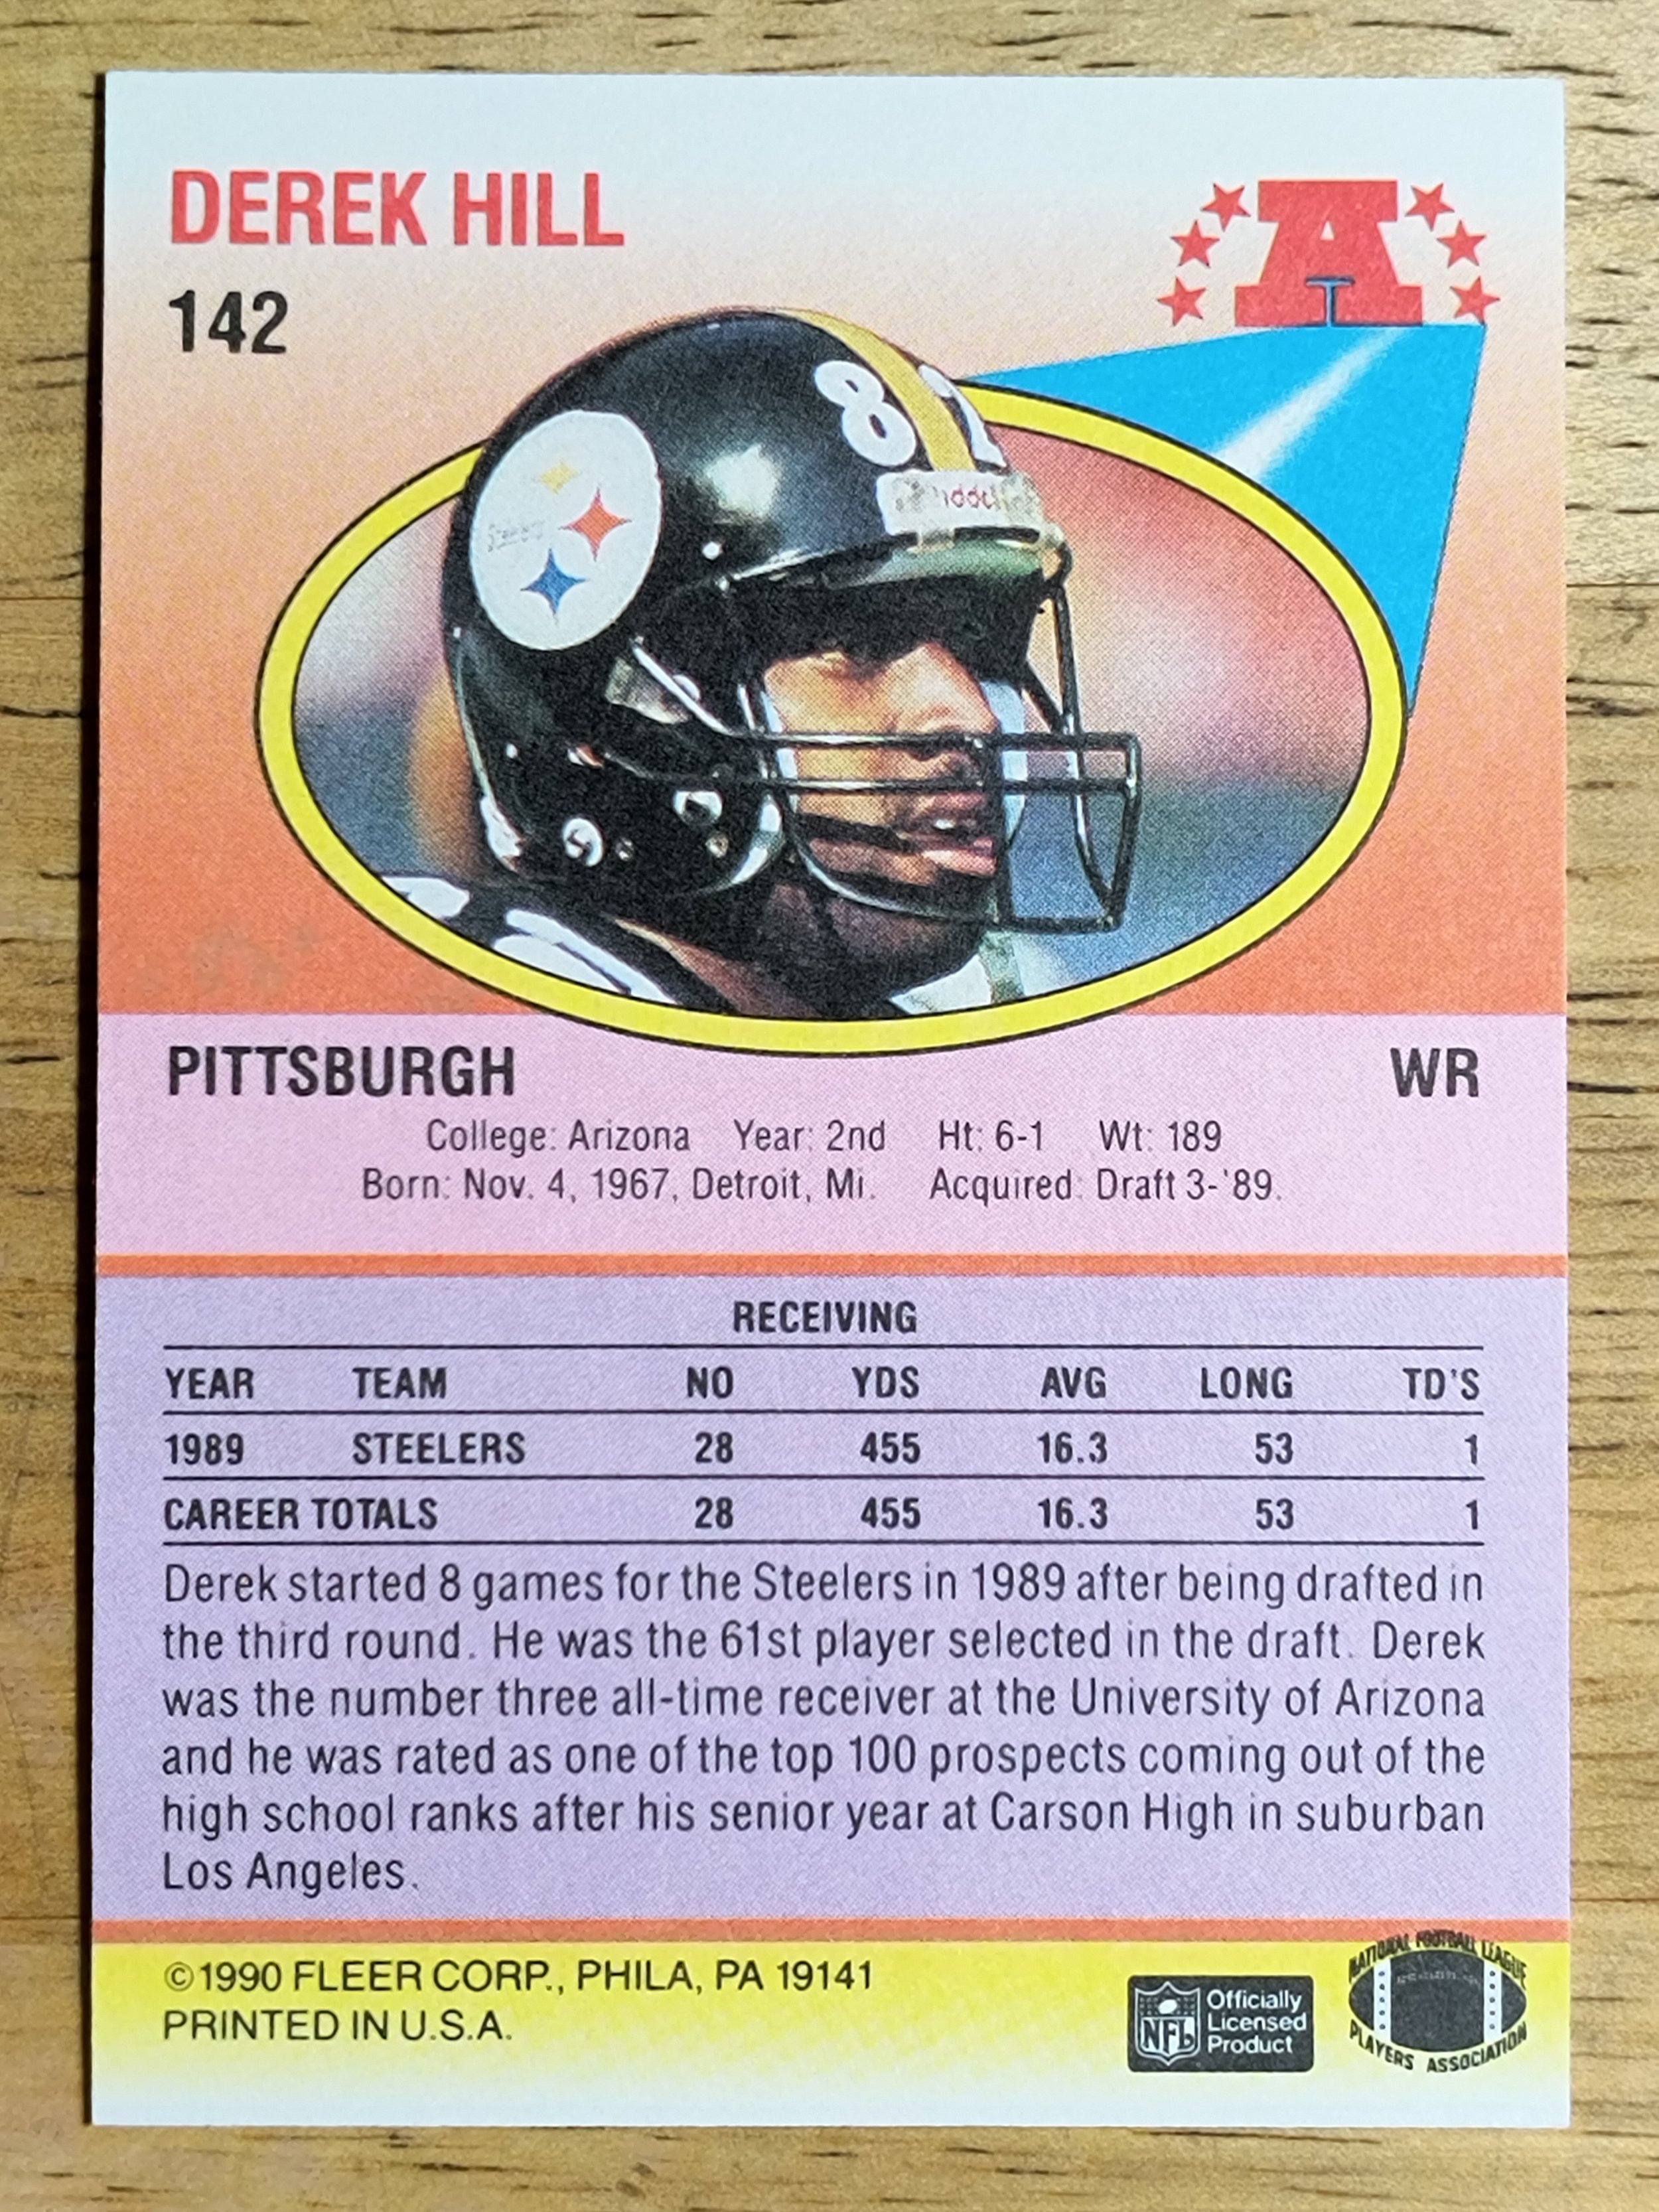 DEREK HILL
142
A
8
Steelers
PITTSBURGH WR
College: Arizona Year: 2nd Ht: 6-1 Wt: 189
Born: Nov. 4, 1967, Detroit, Mi. Acquired: Draft 3-'89.
RECEIVING
YEAR TEAM NO YDS AVG LONG TD'S
1989 STEELERS 28 455 16.3 53 1
CAREER TOTALS 28 455 16.3 53 1
Derek started 8 games for the Steelers in 1989 after being drafted in
the third round. He was the 61st player selected in the draft. Derek
was the number three all-time receiver at the University of Arizona
and he was rated as one of the top 100 prospects coming out of the
high school ranks after his senior year at Carson High in suburban
Los Angeles.
©1990 FLEER CORP., PHILA, PA 19141
PRINTED IN U.S.A.
NFL
Officially
Licensed
Product
NATIONAL FOOTBALL LEAGUE
PLAYERS ASSOCIATION